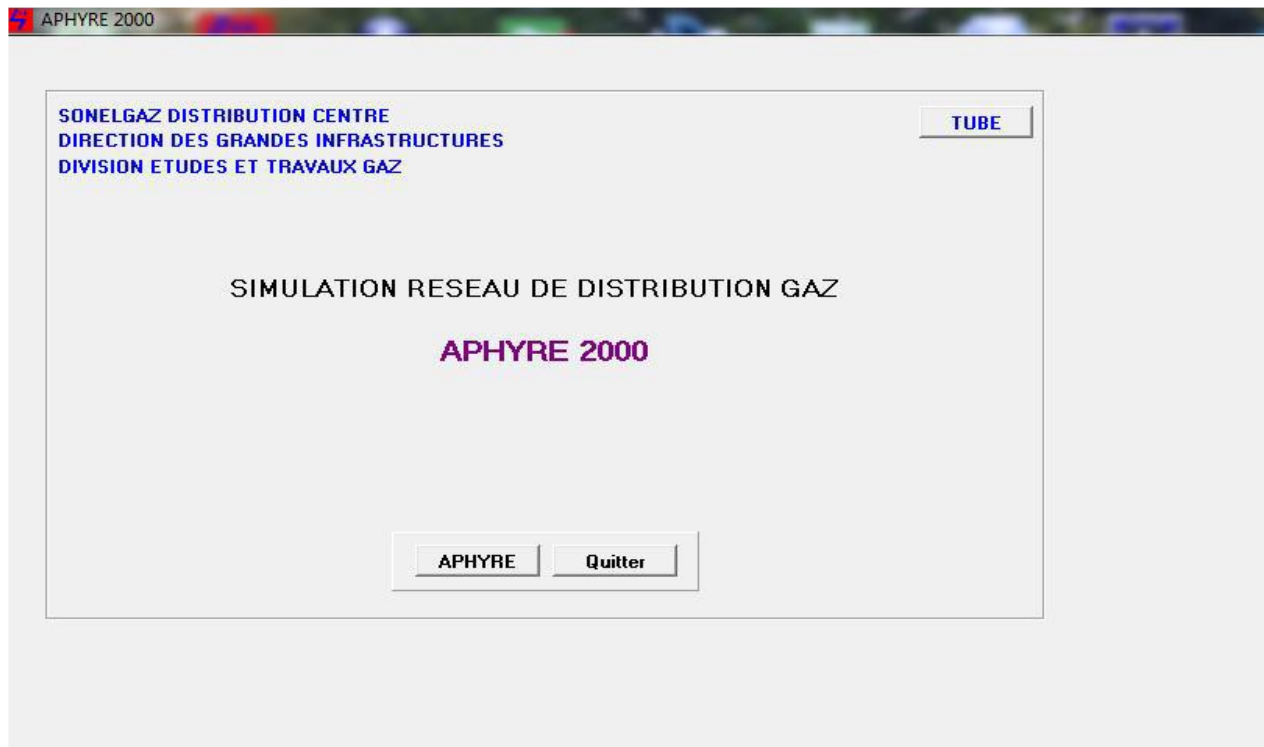 APHYRE 2000
SONELGAZ DISTRIBUTION CENTRE
TUBE
DIRECTION DES GRANDES INFRASTRUCTURES
DIVISION ETUDES ET TRAVAUX GAZ
SIMULATION RESEAU DE DISTRIBUTION GAZ
APHYRE 2000
APHYRE
Quitter